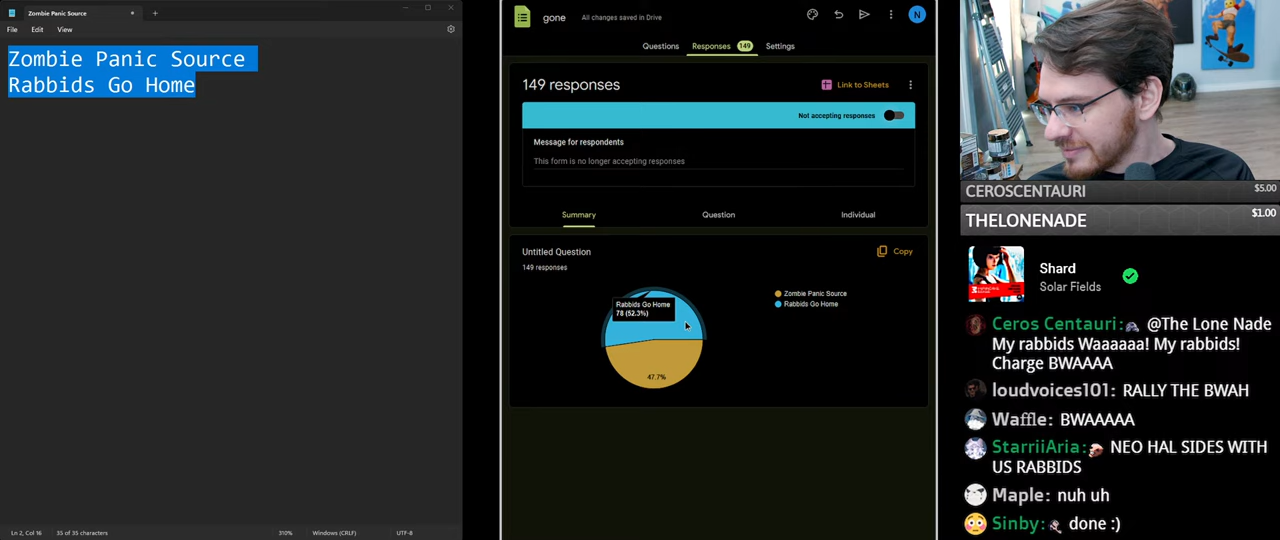 Zombie Panic Source
File
Edit
View
Zombie Panic Source
Rabbids Go Home
Ln 2, Col 16
35 of 35 characters
310%
Windows (CRLF)
UTF-8
gone
All changes saved in Drive
N
Questions
Responses 149
Settings
149 responses
Link to Sheets
Not accepting responses
Message for respondents
This form is no longer accepting responses
Summary
Question
Individual
Untitled Question
Copy
149 responses
Rabbids Go Home
78 (52.3%)
47.7%
Zombie Panic Source
Rabbids Go Home
CEROSCENTAURI
$5.00
THELONENADE
$1.00
Shard
Solar Fields
Ceros Centauri: @The Lone Nade
My rabbids Waaaaaa! My rabbids!
Charge BWAAAA
loudvoices101: RALLY THE BWAH
Waffle: BWAAAAA
StarriiAria: NEO HAL SIDES WITH
US RABBIDS
Maple: nuh uh
Sinby: done :)